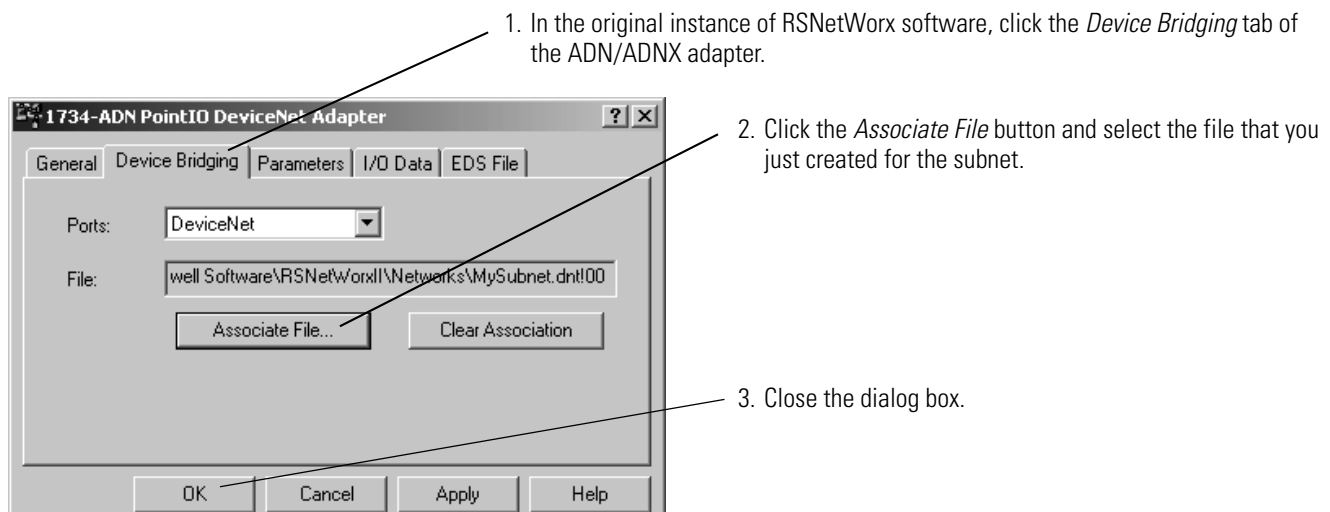 1. In the original instance of RSNetWorx software, click the Device Bridging tab of
the ADN/ADNX adapter.
1734-ADN PointIO DeviceNet Adapter
General Device Bridging Parameters I/O Data EDS File
2. Click the Associate File button and select the file that you
just created for the subnet.
Ports: DeviceNet
File: well Software\RSNetWorxII\Networks\MySubnet.dnt!00
Associate File... Clear Association
3. Close the dialog box.
OK Cancel Apply Help